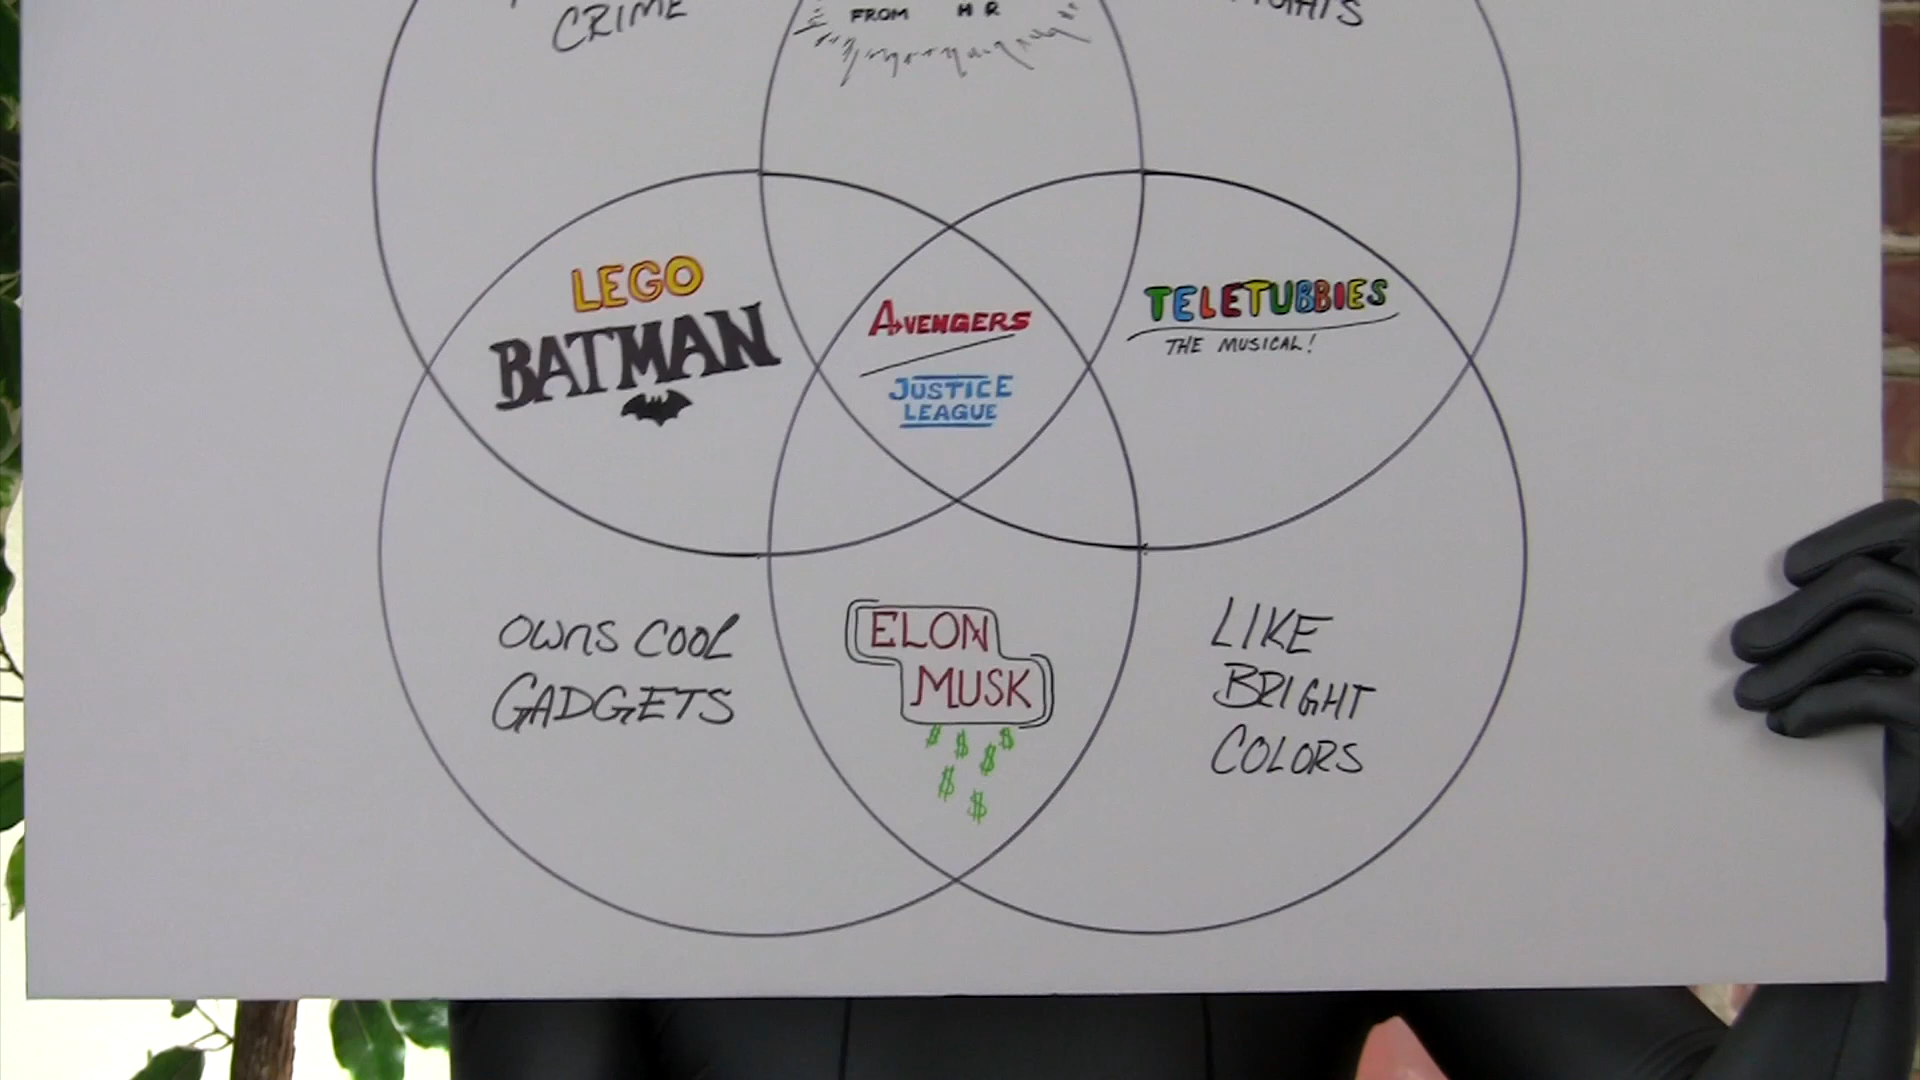 CRIME
FROM HR
LEGO
BATMAN
AVENGERS
JUSTICE
LEAGUE
TELETUBBIES
THE MUSICAL!
OWNS COOL
GADGETS
ELON
MUSK
$ $ $ $
$ $
LIKE
BRIGHT
COLORS